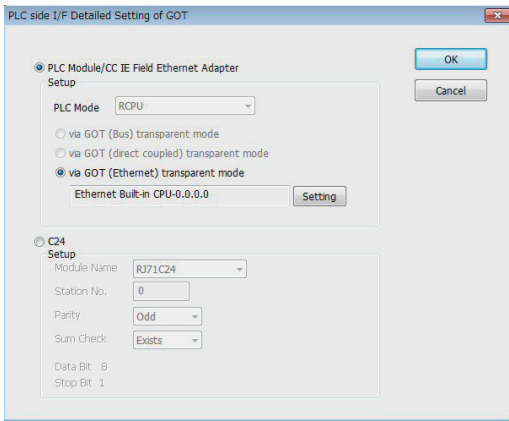 PLC side I/F Detailed Setting of GOT
PLC Module/CC IE Field Ethernet Adapter
OK
Setup
Cancel
PLC Mode RCPU
via GOT (Bus) transparent mode
via GOT (direct coupled) transparent mode
via GOT (Ethernet) transparent mode
Ethernet Built-in CPU-0.0.0.0 Setting
C24
Setup
Module Name RJ71C24
Station No. 0
Parity Odd
Sum Check Exists
Data Bit 8
Stop Bit 1